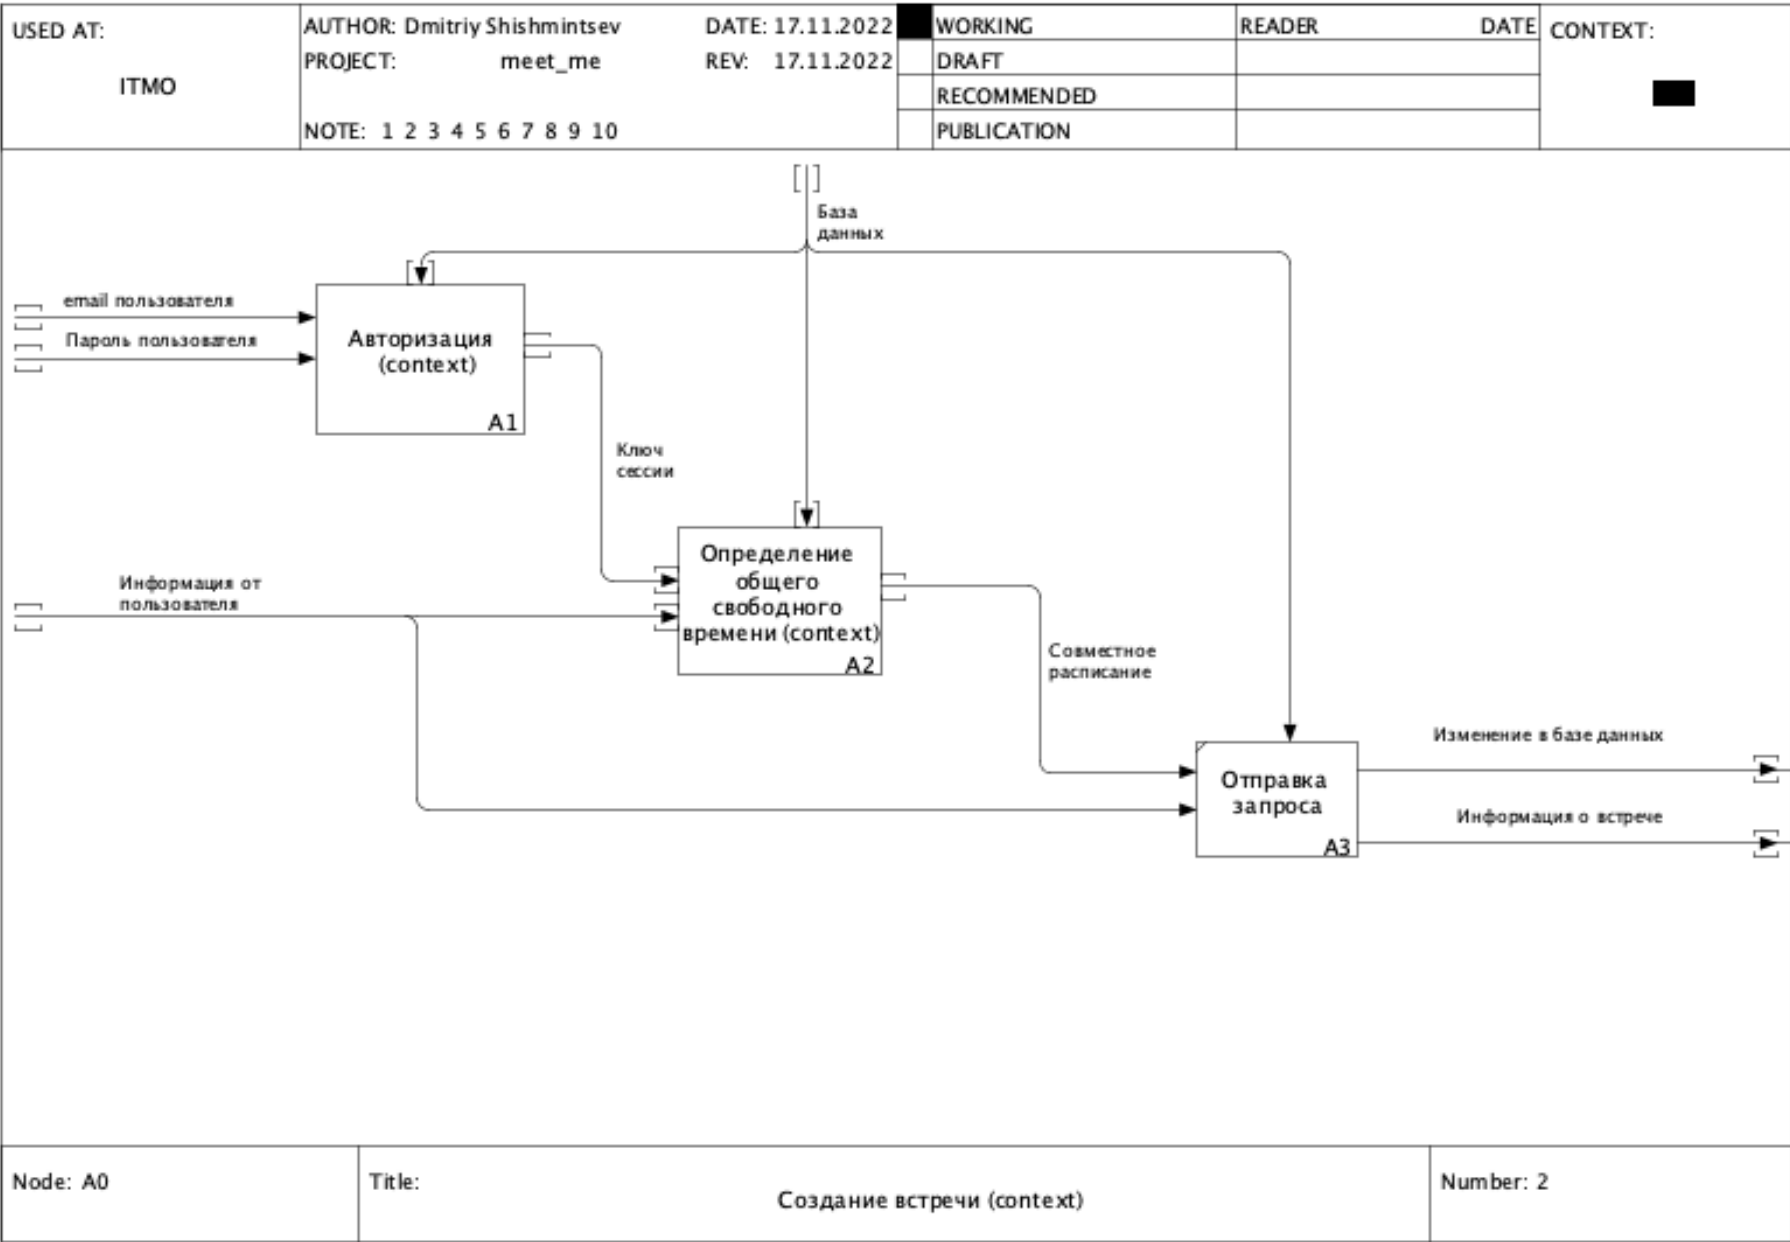 USED AT:
ITMO
AUTHOR: Dmitriy Shishmintsev
DATE: 17.11.2022
PROJECT: meet_me
REV: 17.11.2022
NOTE: 1 2 3 4 5 6 7 8 9 10
WORKING
DRAFT
RECOMMENDED
PUBLICATION
READER
DATE
CONTEXT:
База
данных
email пользователя
Пароль пользователя
Авторизация
(context)
A1
Ключ
сессии
Информация от
пользователя
Определение
общего
свободного
времени (context)
A2
Совместное
расписание
Отправка
запроса
A3
Изменение в базе данных
Информация о встрече
Node: A0
Title:
Создание встречи (context)
Number: 2